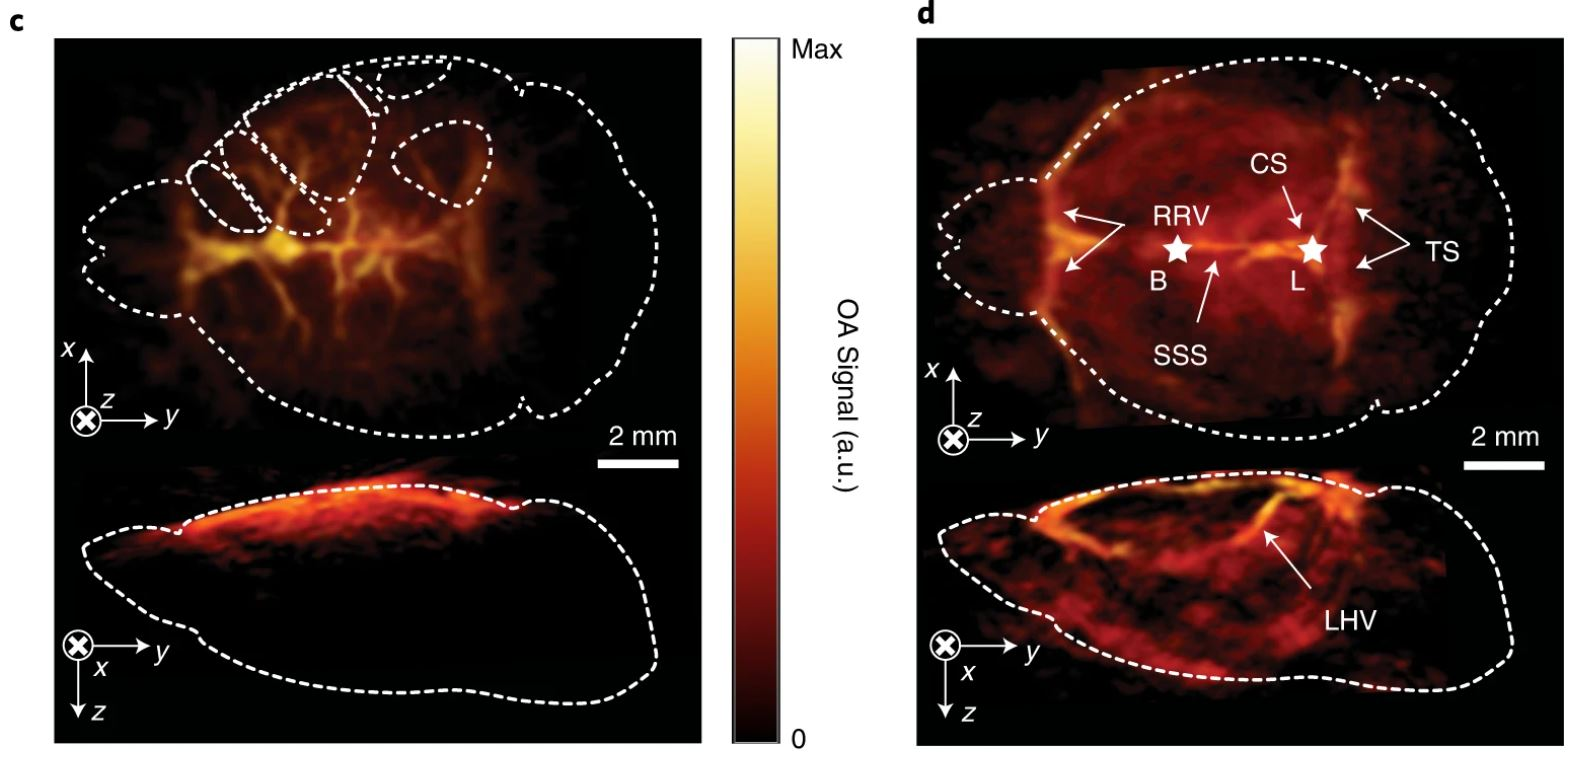 c
d
Max
OA Signal (a.u.)
0
x
z
y
2 mm
x
y
z
CS
RRV
B
L
TS
SSS
x
z
y
2 mm
LHV
x
y
z